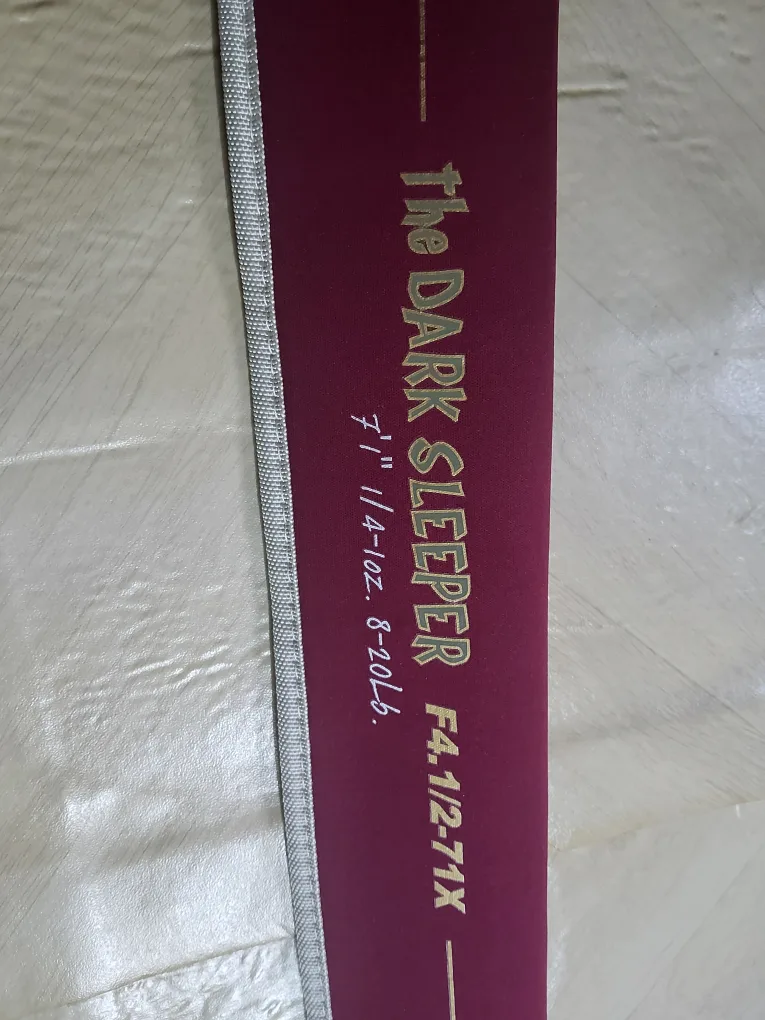 The DARK SLEEPER F4.1/2-71X
7'1" 1/4-1oz. 8-20Lb.